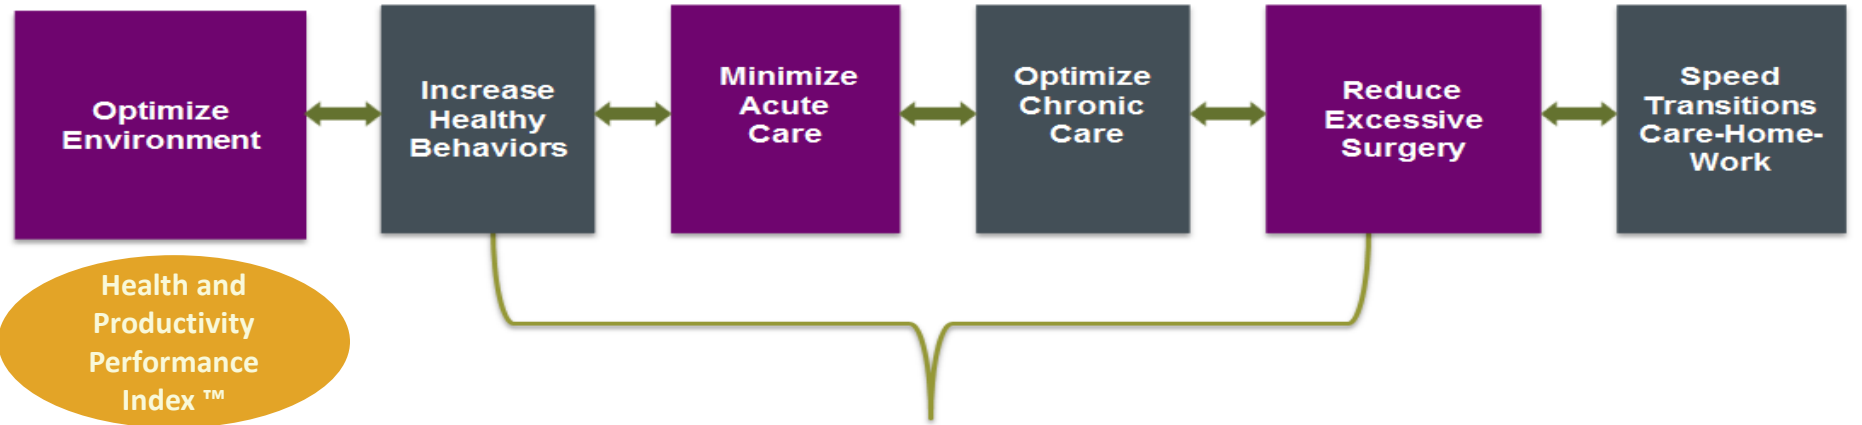 Optimize
Environment
Increase
Healthy
Behaviors
Minimize
Acute
Care
Optimize
Chronic
Care
Reduce
Excessive
Surgery
Speed
Transitions
Care-Home-
Work
Health and
Productivity
Performance
Index ™